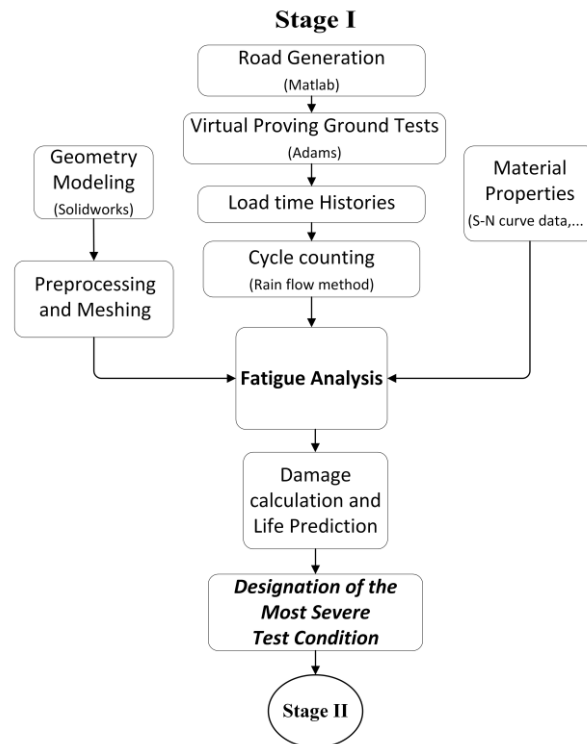 Stage I
Road Generation
(Matlab)
Virtual Proving Ground Tests
(Adams)
Geometry
Modeling
(Solidworks)
Material
Properties
(S-N curve data,...
Load time Histories
Preprocessing
and Meshing
Cycle counting
(Rain flow method)
Fatigue Analysis
Damage
calculation and
Life Prediction
Designation of the
Most Severe
Test Condition
Stage II